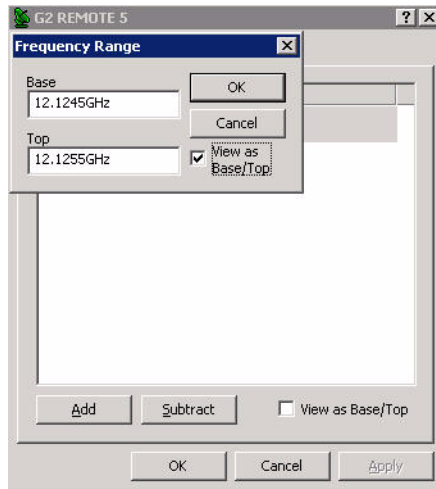 G2 REMOTE 5
Frequency Range
Base
12.1245GHz
OK
Cancel
Top
12.1255GHz
View as
Base/Top
Add
Subtract
View as Base/Top
OK
Cancel
Apply